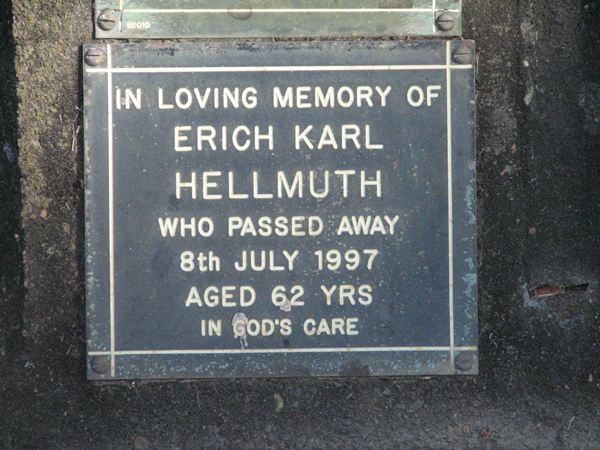 82010
IN LOVING MEMORY OF
ERICH KARL
HELLMUTH
WHO PASSED AWAY
8th JULY 1997
AGED 62 YRS
IN GOD'S CARE